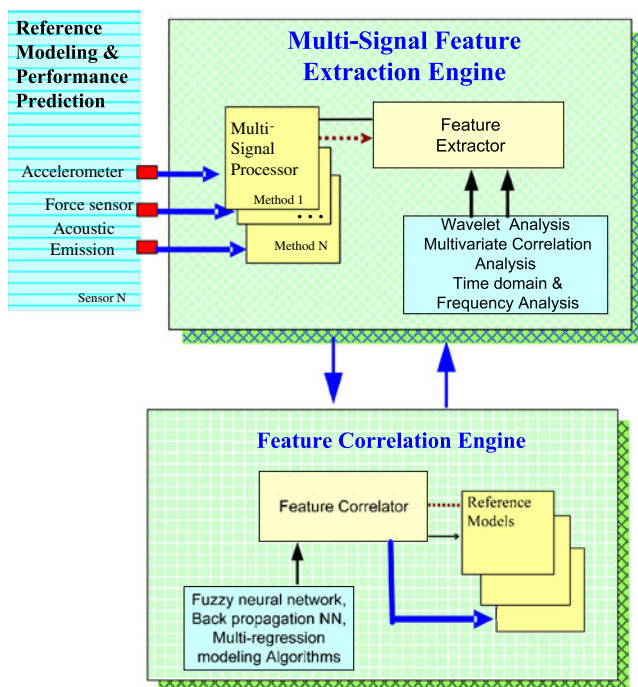 Reference
Modeling &
Performance
Prediction
Accelerometer
Force sensor
Acoustic
Emission
Sensor N
Multi-Signal Feature
Extraction Engine
Multi-
Signal
Processor
Method 1
• • •
Method N
Feature
Extractor
Wavelet Analysis
Multivariate Correlation
Analysis
Time domain &
Frequency Analysis
Feature Correlation Engine
Feature Correlator
Reference
Models
Fuzzy neural network,
Back propagation NN,
Multi-regression
modeling Algorithms